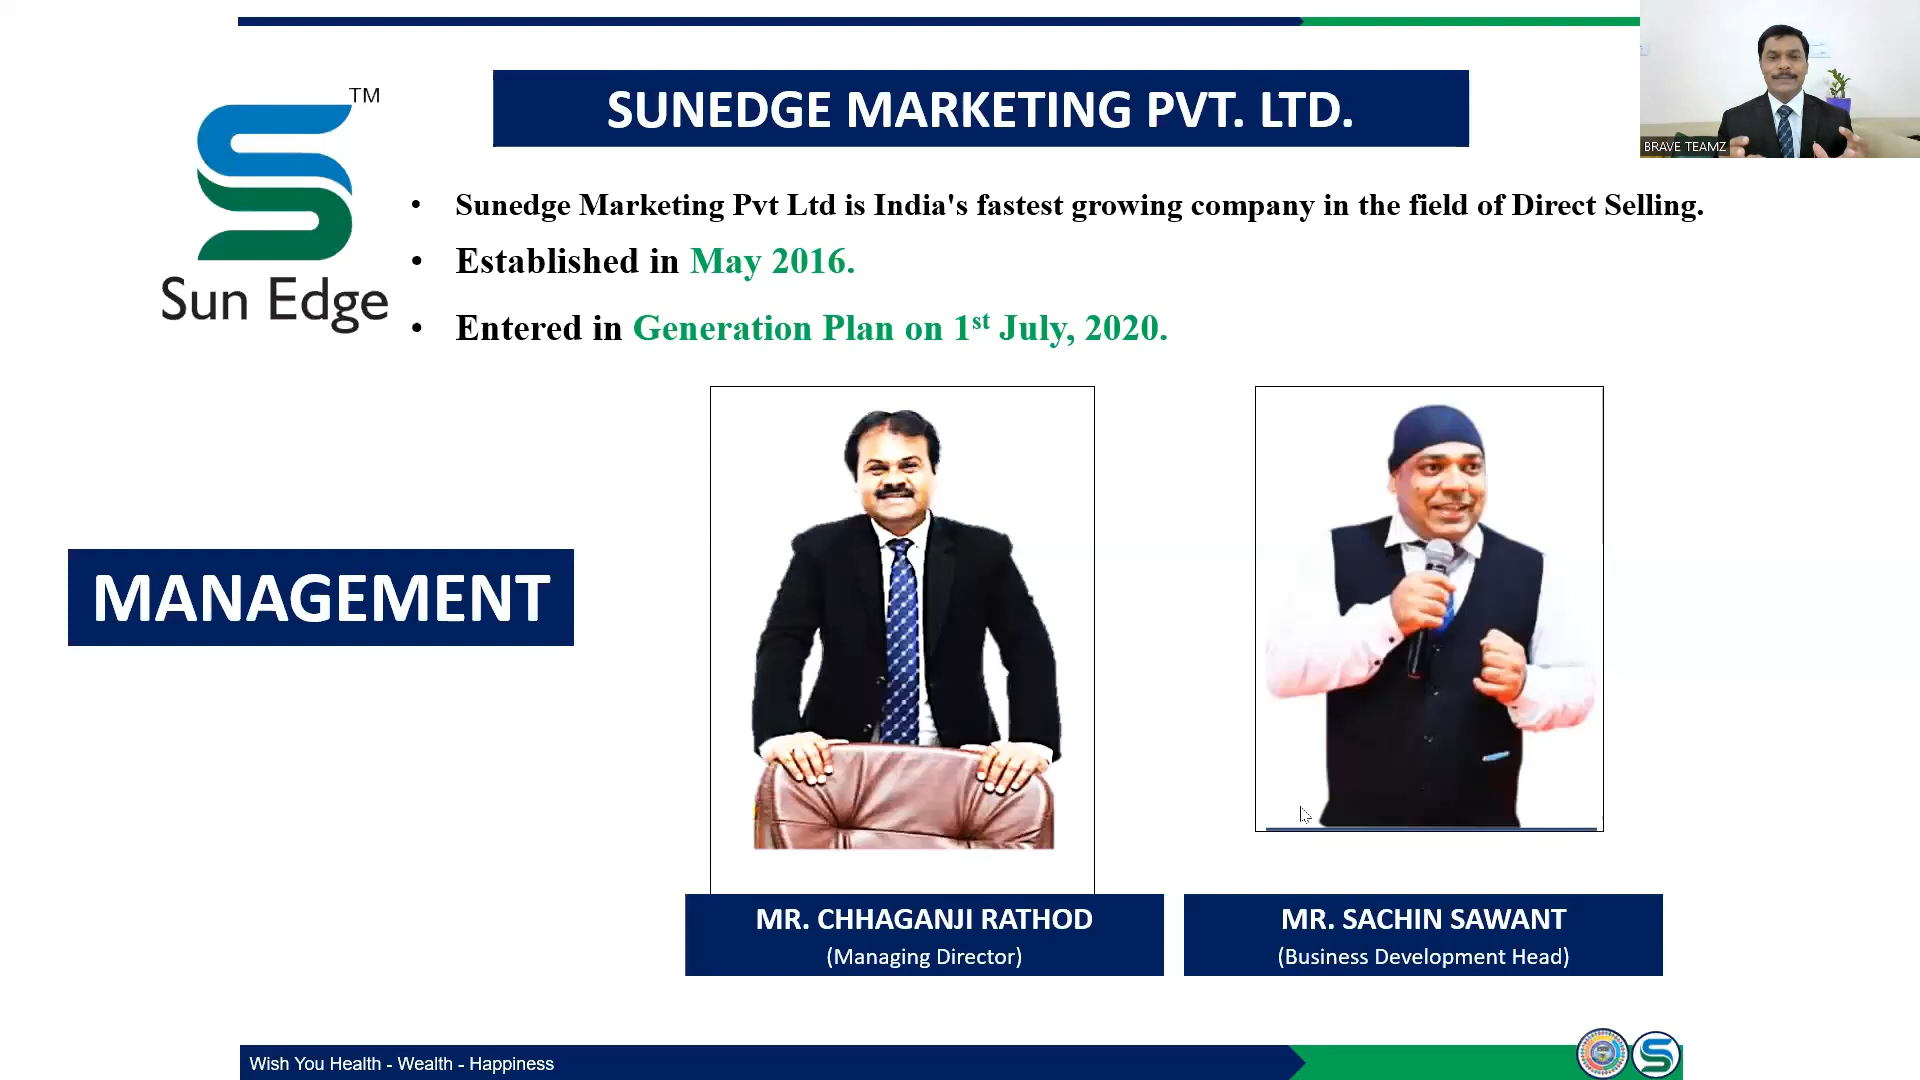 TM
Sun Edge
SUNEDGE MARKETING PVT. LTD.
BRAVE TEAMZ
• Sunedge Marketing Pvt Ltd is India's fastest growing company in the field of Direct Selling.
• Established in May 2016.
• Entered in Generation Plan on 1st July, 2020.
MANAGEMENT
MR. CHHAGANJI RATHOD
(Managing Director)
MR. SACHIN SAWANT
(Business Development Head)
Wish You Health - Wealth - Happiness